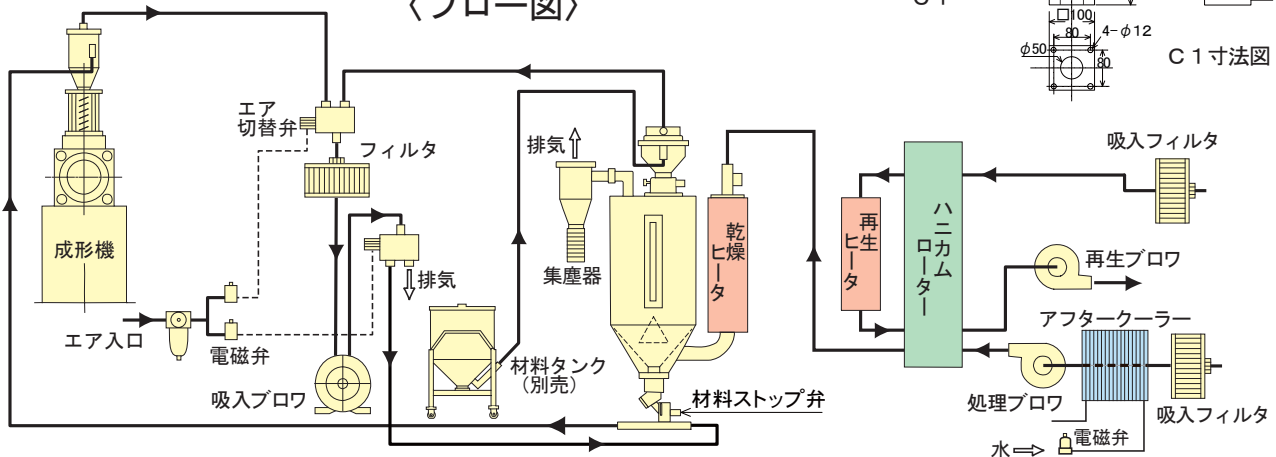 〈フロー図〉
C1
□100
80
4-φ12
φ50
80
C1寸法図
エア
切替弁
フィルタ
排気
吸入フィルタ
成形機
乾燥
ヒータ
再生
ヒータ
ハニカム
ローター
排気
集塵器
再生ブロワ
エア入口
電磁弁
アフタークーラー
材料タンク
(別売)
吸入ブロワ
材料ストップ弁
処理ブロワ
吸入フィルタ
水
電磁弁